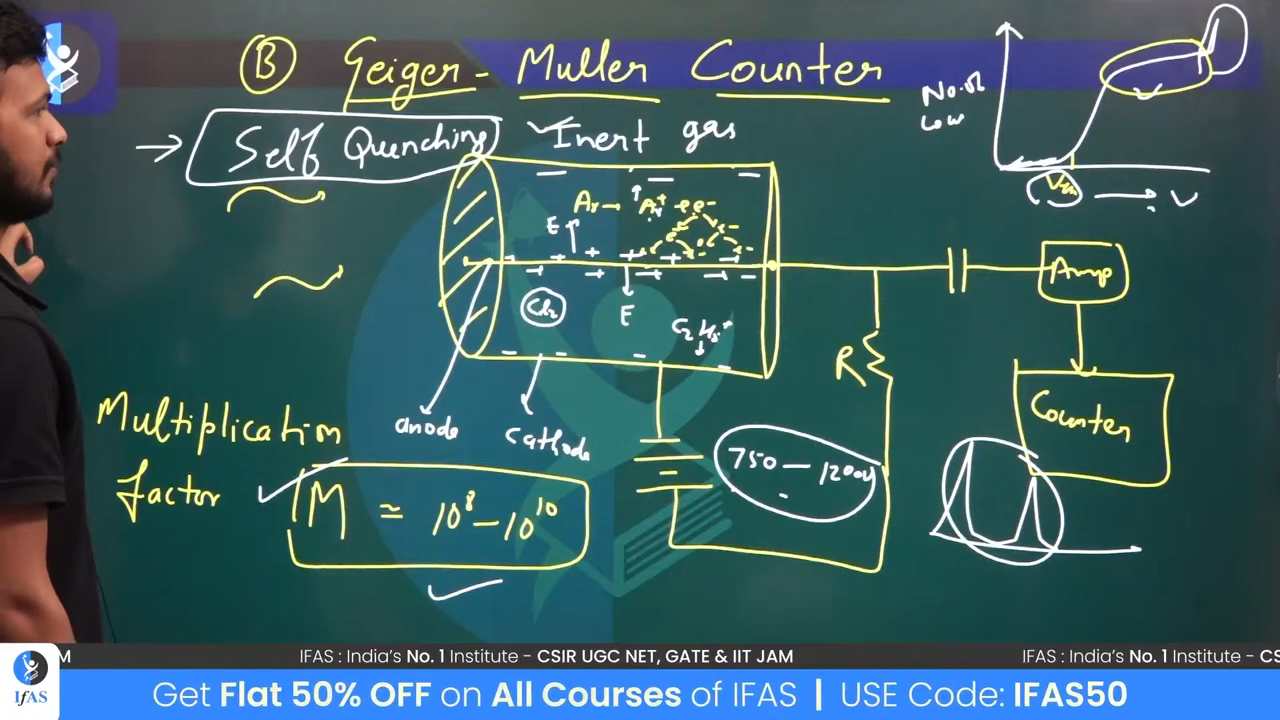 Ⓑ Geiger-Muller Counter
→ Self Quenching
Inert gas
Ar → Ar⁺ + e e-
e-
e-
E
E
Cl₂
anode
Cathode
750 — 1200V
R
Amp
Counter
No. of
Low
→ V
Multiplication
factor
M ≃ 10⁸ – 10¹⁰
IfAS
M
IFAS : India's No. 1 Institute - CSIR UGC NET, GATE & IIT JAM
IFAS : India's No. 1 Institute - CS
Get Flat 50% OFF on All Courses of IFAS | USE Code: IFAS50